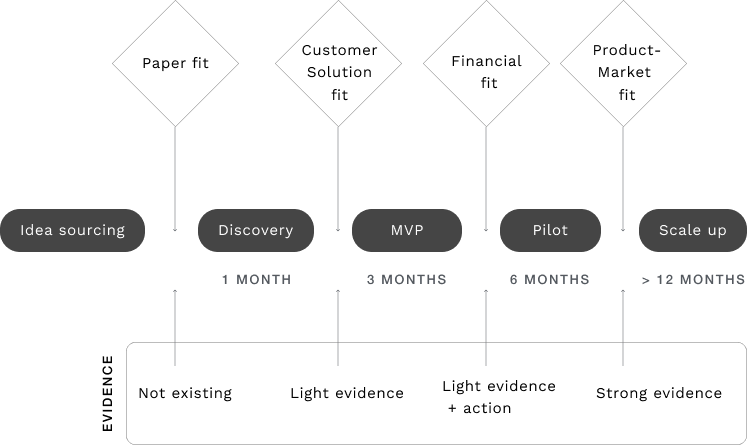 Paper fit
Customer
Solution
fit
Financial
fit
Product-
Market
fit
Idea sourcing
Discovery
MVP
Pilot
Scale up
1 MONTH
3 MONTHS
6 MONTHS
> 12 MONTHS
EVIDENCE
Not existing
Light evidence
Light evidence
+ action
Strong evidence